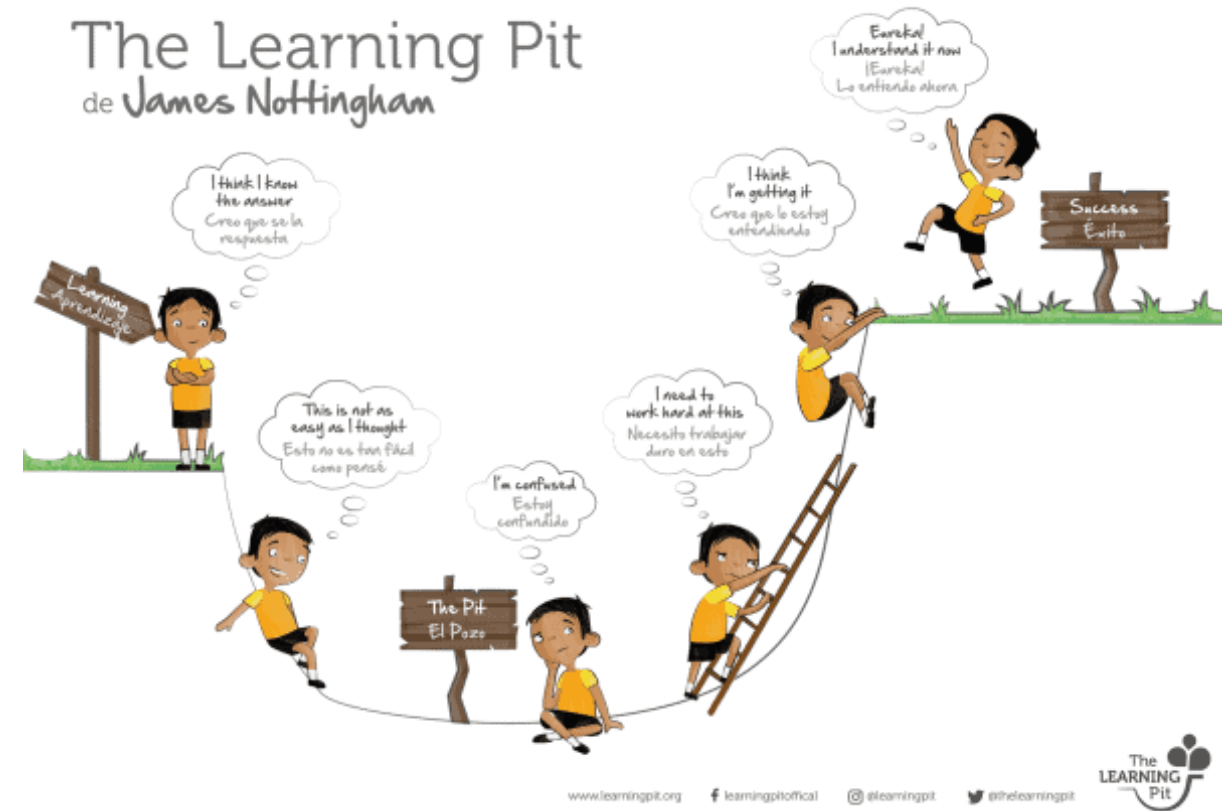 The Learning Pit
de James Nottingham
Eureka!
I understand it now
¡Eureka!
Lo entiendo ahora
I think I know
the answer
Creo que se la
respuesta
I think
I'm getting it
Creo que lo estoy
entendiendo
Success
Éxito
Learning
Aprendizaje
This is not as
easy as I thought
Esto no es tan fácil
como pensé
I need to
work hard at this
Necesito trabajar
duro en esto
I'm confused
Estoy
confundido
The Pit
El Pozo
www.learningpit.org
learningpitoffical
@learningpit
@thelearningpit
The
LEARNING
Pit